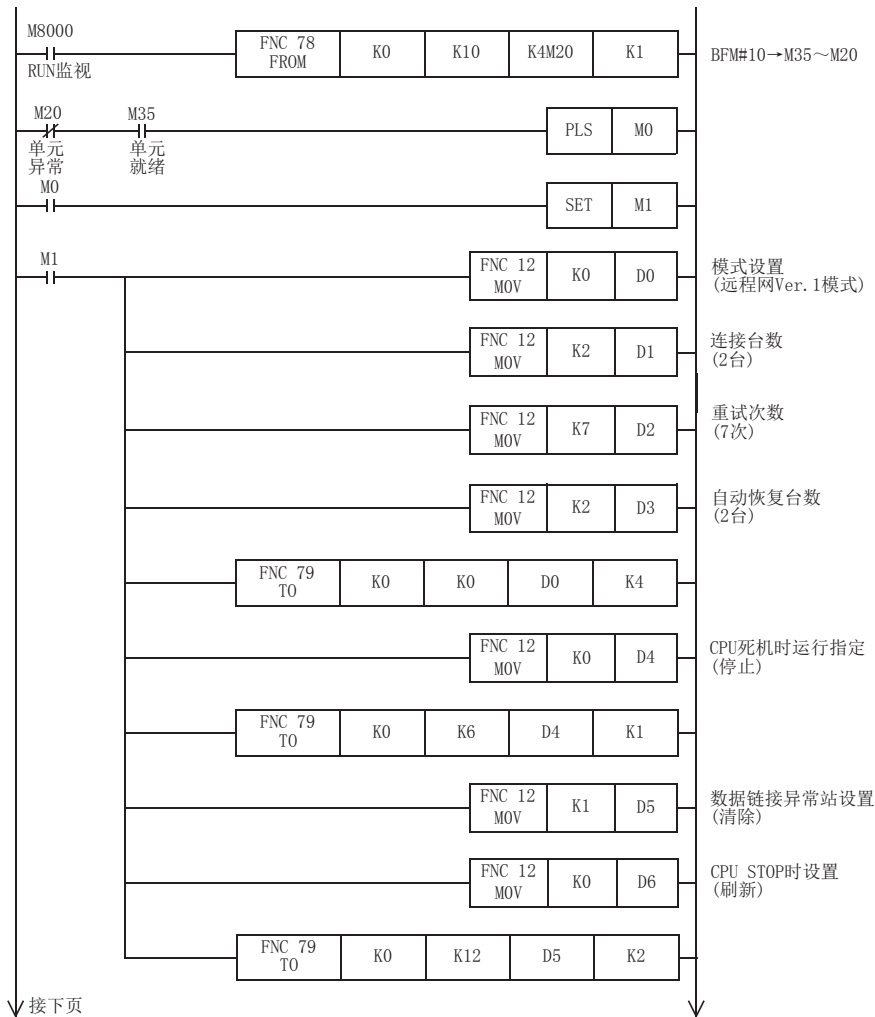 M8000
RUN监视
FNC 78
FROM
K0
K10
K4M20
K1
BFM#10→M35～M20
M20
单元
异常
M35
单元
就绪
PLS
M0
M0
SET
M1
M1
FNC 12
MOV
K0
D0
模式设置
(远程网Ver.1模式)
FNC 12
MOV
K2
D1
连接台数
(2台)
FNC 12
MOV
K7
D2
重试次数
(7次)
FNC 12
MOV
K2
D3
自动恢复台数
(2台)
FNC 79
TO
K0
K0
D0
K4
FNC 12
MOV
K0
D4
CPU死机时运行指定
(停止)
FNC 79
TO
K0
K6
D4
K1
FNC 12
MOV
K1
D5
数据链接异常站设置
(清除)
FNC 12
MOV
K0
D6
CPU STOP时设置
(刷新)
FNC 79
TO
K0
K12
D5
K2
接下页